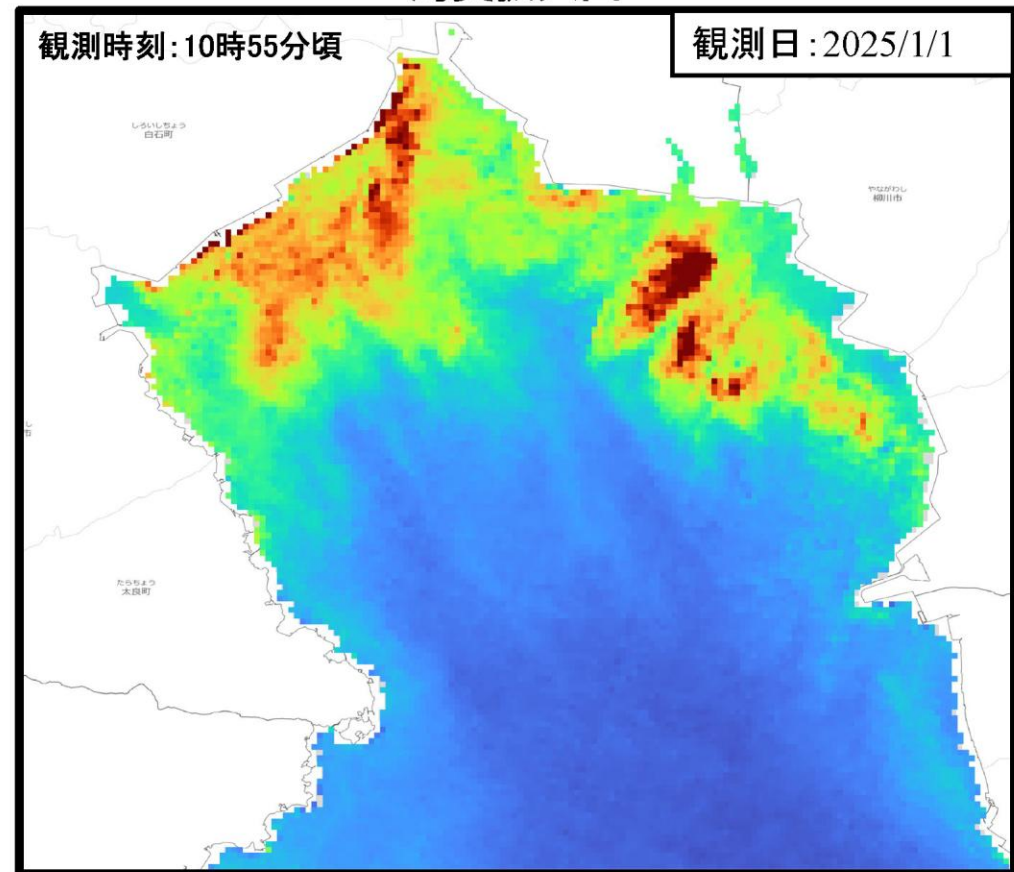 観測時刻:10時55分頃
観測日:2025/1/1
しろいしちょう
白石町
やながわし
柳川市
たらちょう
太良町